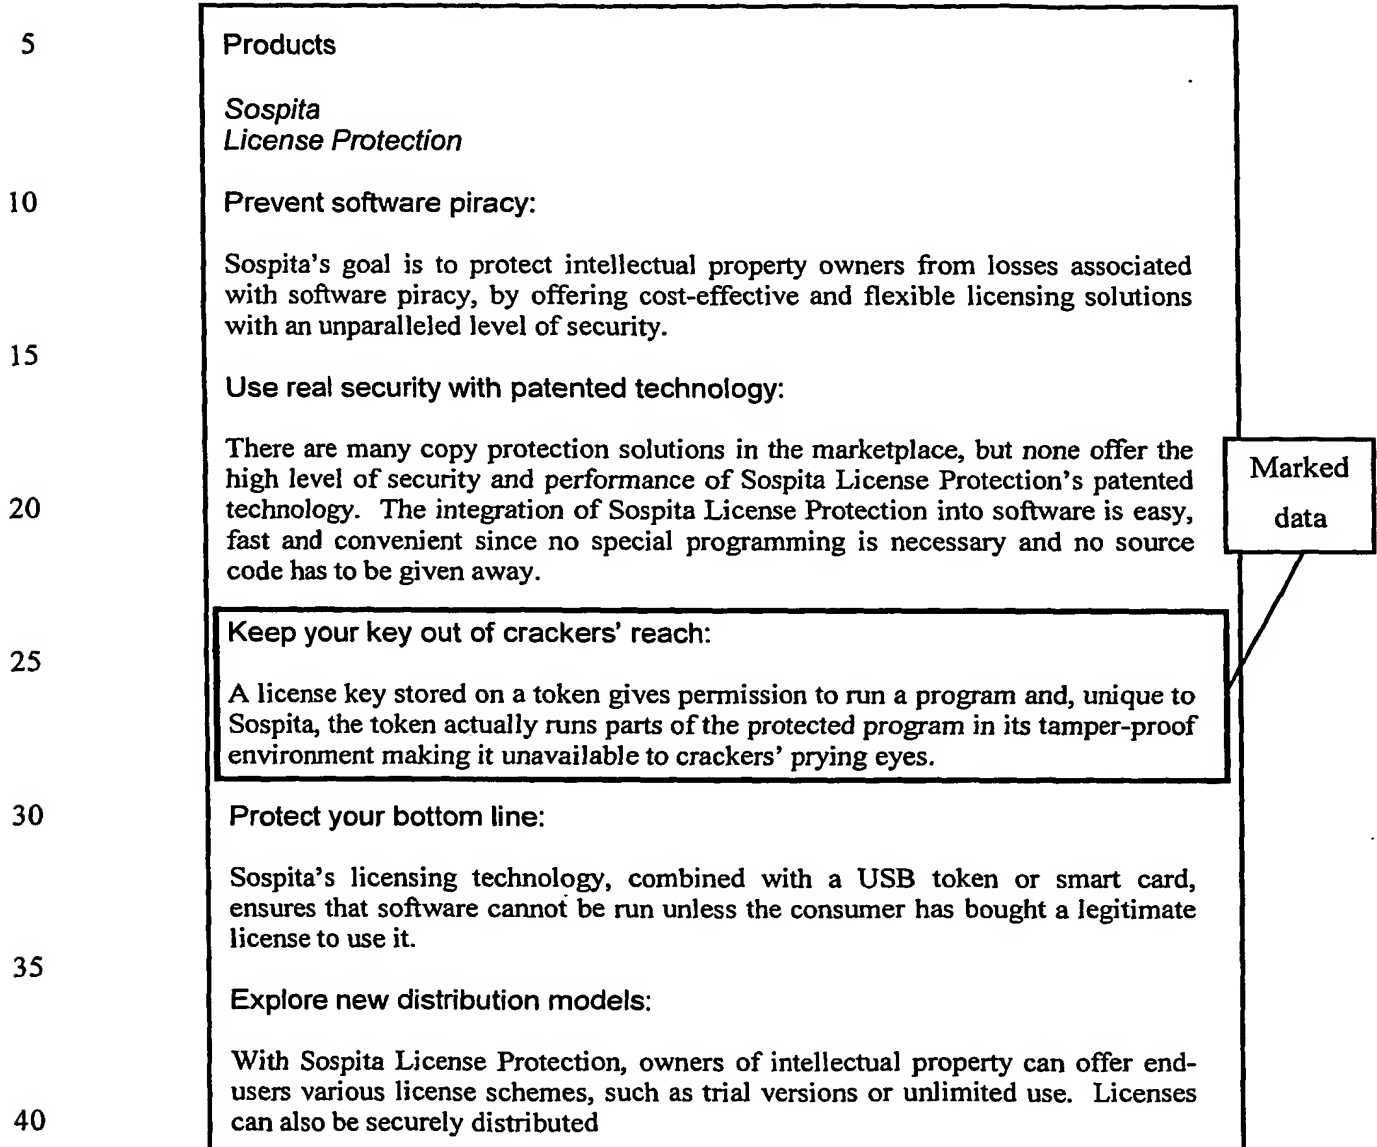 5 Products
Sospita
License Protection
10 Prevent software piracy:
Sospita's goal is to protect intellectual property owners from losses associated
with software piracy, by offering cost-effective and flexible licensing solutions
with an unparalleled level of security.
15
Use real security with patented technology:
There are many copy protection solutions in the marketplace, but none offer the
high level of security and performance of Sospita License Protection's patented
20 technology. The integration of Sospita License Protection into software is easy,
fast and convenient since no special programming is necessary and no source
code has to be given away.
Marked
data
Keep your key out of crackers' reach:
25
A license key stored on a token gives permission to run a program and, unique to
Sospita, the token actually runs parts of the protected program in its tamper-proof
environment making it unavailable to crackers' prying eyes.
30 Protect your bottom line:
Sospita's licensing technology, combined with a USB token or smart card,
ensures that software cannot be run unless the consumer has bought a legitimate
license to use it.
35
Explore new distribution models:
With Sospita License Protection, owners of intellectual property can offer end-
users various license schemes, such as trial versions or unlimited use. Licenses
40 can also be securely distributed